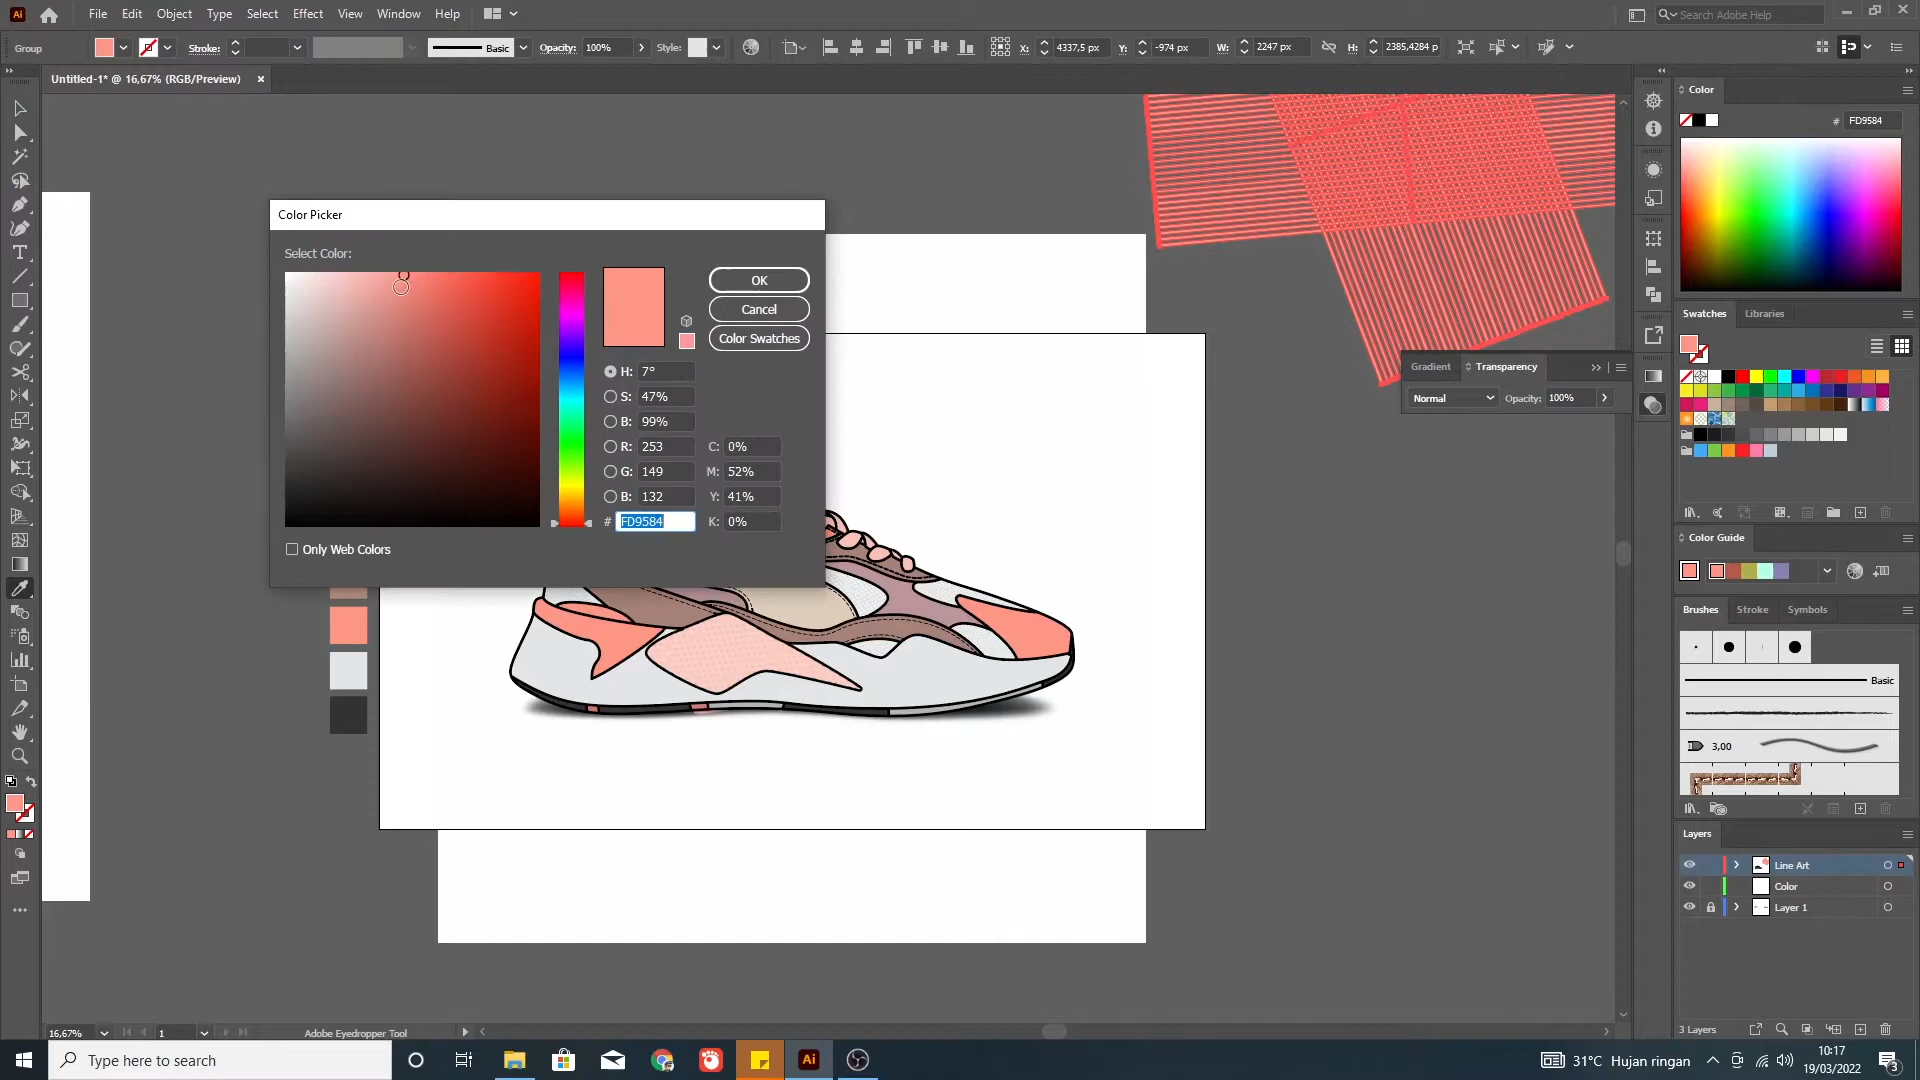 Ai File Edit Object Type Select Effect View Window Help Search Adobe Help
Group Stroke: Basic Opacity: 100% Style: X: 4337,5 px Y: -974 px W: 2247 px H: 2385,4284 p
Untitled-1* @ 16,67% (RGB/Preview) ×
Color
# FD9584
Color Picker
Select Color:
OK
Cancel
Color Swatches
H: 7°
S: 47%
B: 99%
R: 253 C: 0%
G: 149 M: 52%
B: 132 Y: 41%
# FD9584 K: 0%
Only Web Colors
Swatches Libraries
Gradient Transparency
Normal Opacity: 100%
Color Guide
Brushes Stroke Symbols
Basic
3,00
Layers
Line Art
Color
Layer 1
3 Layers
16,67% 1 Adobe Eyedropper Tool
Type here to search Ai 31°C Hujan ringan 10:17
19/03/2022 3